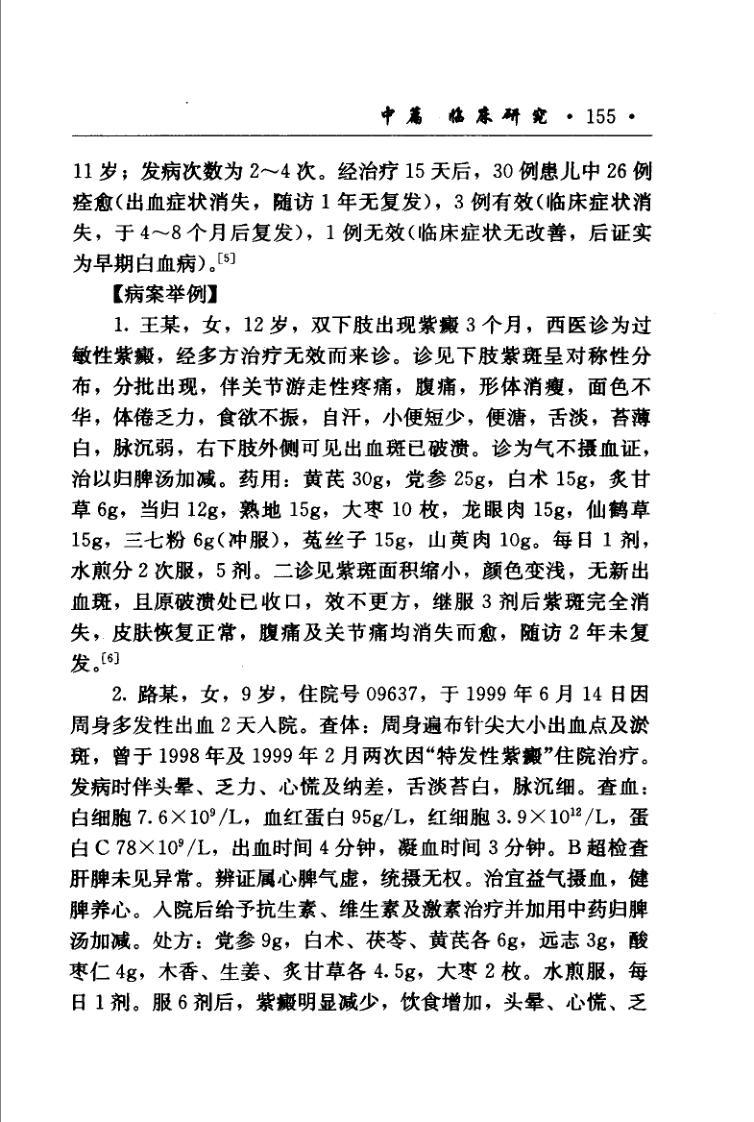 中篇 临床研究 · 155 ·
11 岁；发病次数为 2～4 次。经治疗 15 天后，30 例患儿中 26 例
痊愈(出血症状消失，随访 1 年无复发)，3 例有效(临床症状消
失，于 4～8 个月后复发)，1 例无效(临床症状无改善，后证实
为早期白血病)。[5]
【病案举例】
1. 王某，女，12 岁，双下肢出现紫癜 3 个月，西医诊为过
敏性紫癜，经多方治疗无效而来诊。诊见下肢紫斑呈对称性分
布，分批出现，伴关节游走性疼痛，腹痛，形体消瘦，面色不
华，体倦乏力，食欲不振，自汗，小便短少，便溏，舌淡，苔薄
白，脉沉弱，右下肢外侧可见出血斑已破溃。诊为气不摄血证，
治以归脾汤加减。药用：黄芪 30g，党参 25g，白术 15g，炙甘
草 6g，当归 12g，熟地 15g，大枣 10 枚，龙眼肉 15g，仙鹤草
15g，三七粉 6g(冲服)，菟丝子 15g，山萸肉 10g。每日 1 剂，
水煎分 2 次服，5 剂。二诊见紫斑面积缩小，颜色变浅，无新出
血斑，且原破溃处已收口，效不更方，继服 3 剂后紫斑完全消
失，皮肤恢复正常，腹痛及关节痛均消失而愈，随访 2 年未复
发。[6]
2. 路某，女，9 岁，住院号 09637，于 1999 年 6 月 14 日因
周身多发性出血 2 天入院。查体：周身遍布针尖大小出血点及淤
斑，曾于 1998 年及 1999 年 2 月两次因“特发性紫癜”住院治疗。
发病时伴头晕、乏力、心慌及纳差，舌淡苔白，脉沉细。查血：
白细胞 7.6×10⁹/L，血红蛋白 95g/L，红细胞 3.9×10¹²/L，蛋
白 C 78×10⁹/L，出血时间 4 分钟，凝血时间 3 分钟。B 超检查
肝脾未见异常。辨证属心脾气虚，统摄无权。治宜益气摄血，健
脾养心。入院后给予抗生素、维生素及激素治疗并加用中药归脾
汤加减。处方：党参 9g，白术、茯苓、黄芪各 6g，远志 3g，酸
枣仁 4g，木香、生姜、炙甘草各 4.5g，大枣 2 枚。水煎服，每
日 1 剂。服 6 剂后，紫癜明显减少，饮食增加，头晕、心慌、乏